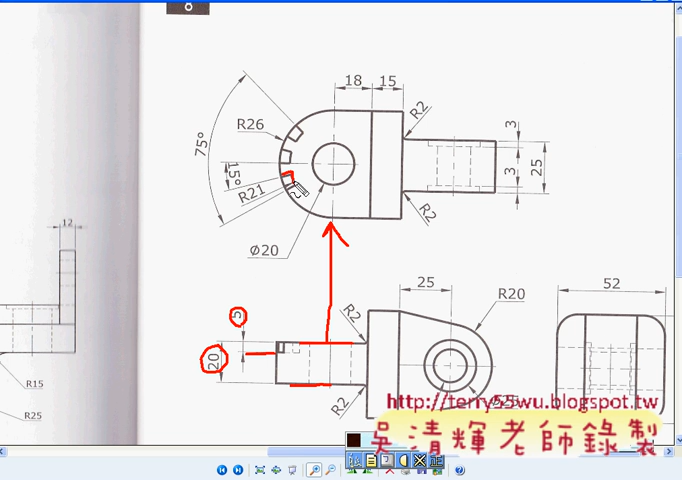 18
15
R2
R26
75°
15°
R21
3
3
25
R2
Ø20
12
5
20
R2
R2
25
R20
52
R15
R25
http://terry55wu.blogspot.tw
吳清輝老師錄製